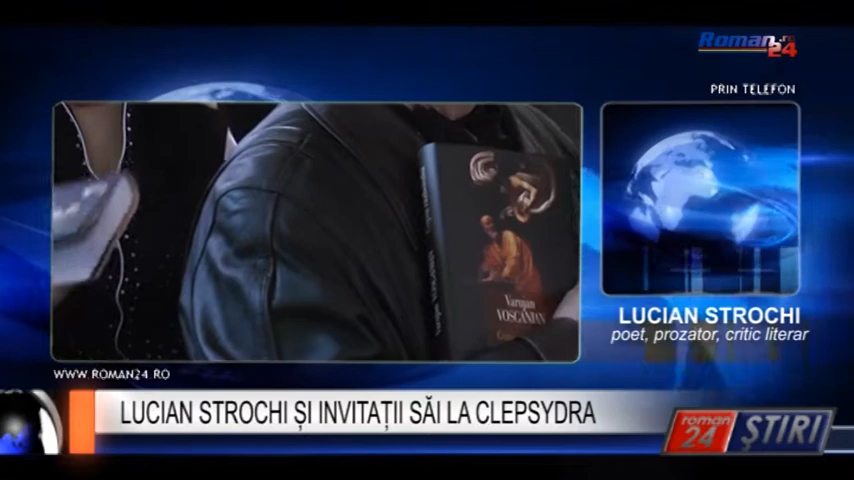 Roman.ro
24
PRIN TELEFON
Varujan
VOSGANIAN
LUCIAN STROCHI
poet, prozator, critic literar
WWW.ROMAN24.RO
LUCIAN STROCHI ȘI INVITAȚII SĂI LA CLEPSYDRA
roman
24
ȘTIRI